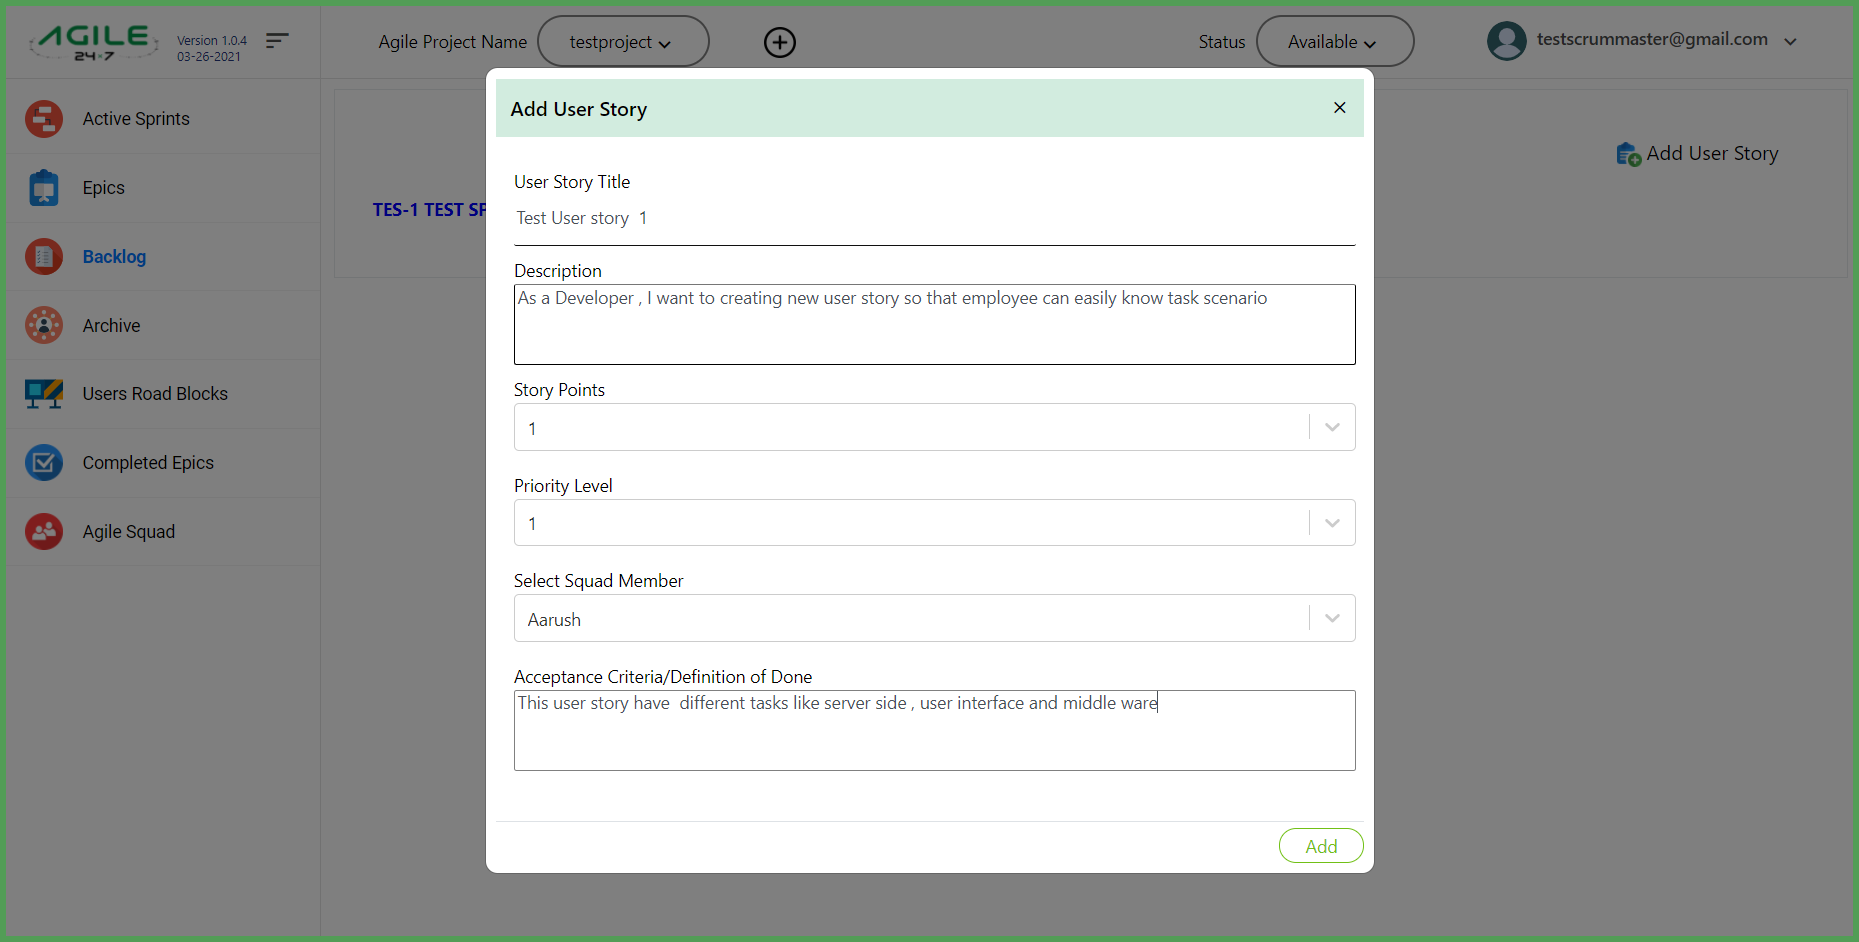 AGILE
24•7
Version 1.0.4
03-26-2021
Agile Project Name
testproject
Status
Available
testscrummaster@gmail.com
Active Sprints
Epics
Backlog
Archive
Users Road Blocks
Completed Epics
Agile Squad
TES-1 TEST SP
Add User Story
Add User Story
User Story Title
Test User story  1
Description
As a Developer , I want to creating new user story so that employee can easily know task scenario
Story Points
1
Priority Level
1
Select Squad Member
Aarush
Acceptance Criteria/Definition of Done
This user story have  different tasks like server side , user interface and middle ware
Add